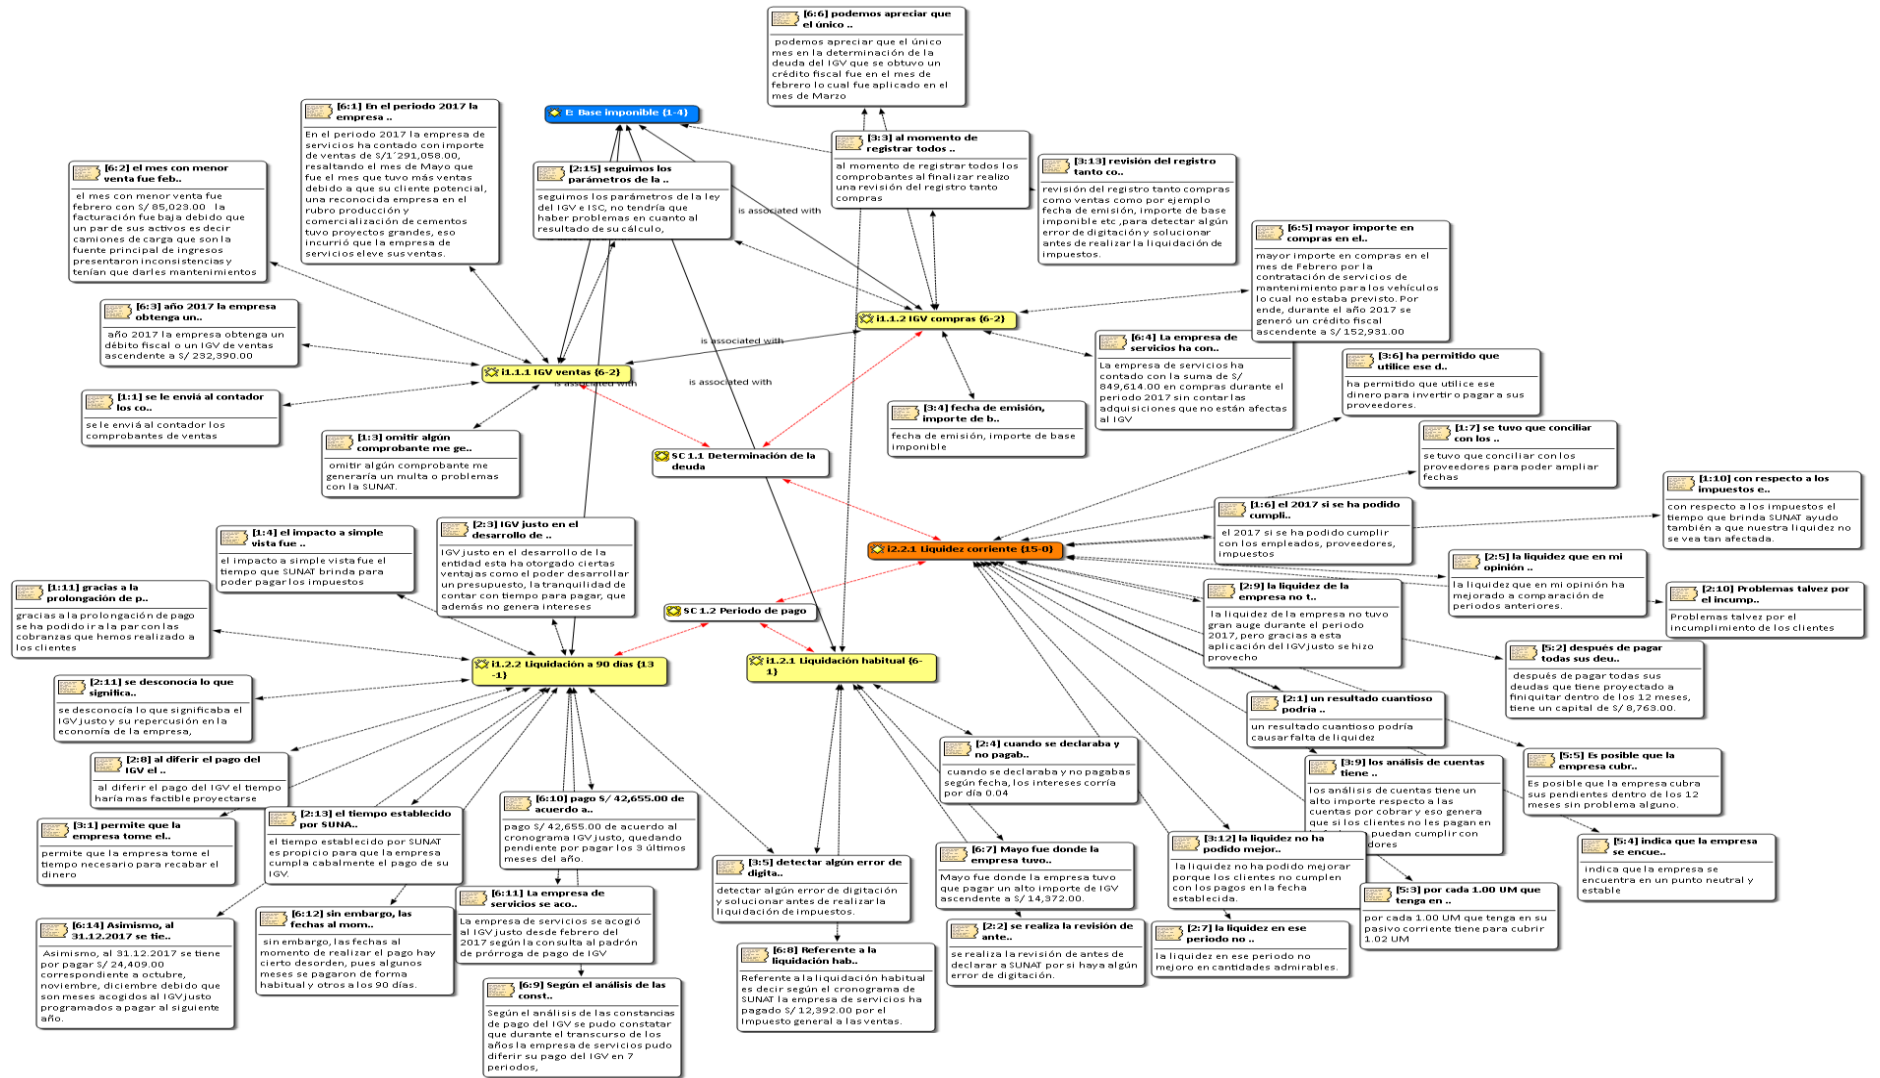 [6:6] podemos apreciar que
el único ..
podemos apreciar que el único
mes en la determinación de la
deuda del IGV que se obtuvo un
crédito fiscal fue en el mes de
febrero lo cual fue aplicado en el
mes de Marzo
E: Base imponible {1-4}
[6:1] En el periodo 2017 la
empresa ..
En el periodo 2017 la empresa de
servicios ha contado con importe
de ventas de S/1´291,058.00,
resaltando el mes de Mayo que
fue el mes que tuvo más ventas
debido a que su cliente potencial,
una reconocida empresa en el
rubro producción y
comercialización de cementos
tuvo proyectos grandes, eso
incurrió que la empresa de
servicios eleve sus ventas.
[6:2] el mes con menor
venta fue feb..
el mes con menor venta fue
febrero con S/ 85,023.00 la
facturación fue baja debido que
un par de sus activos es decir
camiones de carga que son la
fuente principal de ingresos
presentaron inconsistencias y
tenían que darles mantenimientos
[2:15] seguimos los
parámetros de la ..
seguimos los parámetros de la ley
del IGV e ISC, no tendría que
haber problemas en cuanto al
resultado de su cálculo,
[3:3] al momento de
registrar todos ..
al momento de registrar todos los
comprobantes al finalizar realizo
una revisión del registro tanto
compras
[3:13] revisión del registro
tanto co..
revisión del registro tanto compras
como ventas como por ejemplo
fecha de emisión, importe de base
imponible etc ,para detectar algún
error de digitación y solucionar
antes de realizar la liquidación de
impuestos.
is associated with
[6:5] mayor importe en
compras en el..
mayor importe en compras en el
mes de Febrero por la
contratación de servicios de
mantenimiento para los vehículos
lo cual no estaba previsto. Por
ende, durante el año 2017 se
generó un crédito fiscal
ascendente a S/ 152,931.00
[6:3] año 2017 la empresa
obtenga un..
año 2017 la empresa obtenga un
débito fiscal o un IGV de ventas
ascendente a S/ 232,390.00
i1.1.2 IGV compras {6-2}
is associated with
[6:4] La empresa de
servicios ha con..
La empresa de servicios ha
contado con la suma de S/
849,614.00 en compras durante el
periodo 2017 sin contar las
adquisiciones que no están afectas
al IGV
i1.1.1 IGV ventas {6-2}
is associated with
is associated with
[3:6] ha permitido que
utilice ese d..
ha permitido que utilice ese
dinero para invertir o pagar a sus
proveedores.
[1:1] se le enviá al contador
los co..
se le enviá al contador los
comprobantes de ventas
[3:4] fecha de emisión,
importe de b..
fecha de emisión, importe de base
imponible
[1:3] omitir algún
comprobante me ge..
omitir algún comprobante me
generaría un multa o problemas
con la SUNAT.
[1:7] se tuvo que conciliar
con los ..
se tuvo que conciliar con los
proveedores para poder ampliar
fechas
SC 1.1 Determinación de la
deuda
[1:10] con respecto a los
impuestos e..
con respecto a los impuestos el
tiempo que brinda SUNAT ayudo
también a que nuestra liquidez no
se vea tan afectada.
[1:6] el 2017 si se ha podido
cumpli..
el 2017 si se ha podido cumplir
con los empleados, proveedores,
impuestos
[1:4] el impacto a simple
vista fue ..
el impacto a simple vista fue el
tiempo que SUNAT brinda para
poder pagar los impuestos
[2:3] IGV justo en el
desarrollo de ..
IGV justo en el desarrollo de la
entidad esta ha otorgado ciertas
ventajas como el poder desarrollar
un presupuesto, la tranquilidad de
contar con tiempo para pagar, que
además no genera intereses
i2.2.1 Liquidez corriente {15-0}
[2:5] la liquidez que en mi
opinión ..
la liquidez que en mi opinión ha
mejorado a comparación de
periodos anteriores.
[1:11] gracias a la
prolongación de p..
gracias a la prolongación de pago
se ha podido ir a la par con las
cobranzas que hemos realizado a
los clientes
[2:9] la liquidez de la
empresa no t..
la liquidez de la empresa no tuvo
gran auge durante el periodo
2017, pero gracias a esta
aplicación del IGV justo se hizo
provecho
[2:10] Problemas talvez por
el incump..
Problemas talvez por el
incumplimiento de los clientes
SC 1.2 Periodo de pago
[5:2] después de pagar
todas sus deu..
después de pagar todas sus
deudas que tiene proyectado a
finiquitar dentro de los 12 meses,
tiene un capital de S/ 8,763.00.
i1.2.2 Liquidación a 90 días {13
-1}
i1.2.1 Liquidación habitual {6-
1}
[2:11] se desconocía lo que
significa..
se desconocía lo que significaba el
IGV justo y su repercusión en la
economía de la empresa,
[2:1] un resultado cuantioso
podría ..
un resultado cuantioso podría
causar falta de liquidez
[2:4] cuando se declaraba y
no pagab..
cuando se declaraba y no pagabas
según fecha, los intereses corría
por día 0.04
[2:8] al diferir el pago del
IGV el ..
al diferir el pago del IGV el tiempo
haría mas factible proyectarse
[3:9] los análisis de cuentas
tiene ..
los análisis de cuentas tiene un
alto importe respecto a las
cuentas por cobrar y eso genera
que si los clientes no les pagan en
puedan cumplir con
dores
[5:5] Es posible que la
empresa cubr..
Es posible que la empresa cubra
sus pendientes dentro de los 12
meses sin problema alguno.
[6:10] pago S/ 42,655.00 de
acuerdo a..
pago S/ 42,655.00 de acuerdo al
cronograma IGV justo, quedando
pendiente por pagar los 3 últimos
meses del año.
[2:13] el tiempo establecido
por SUNA..
el tiempo establecido por SUNAT
es propicio para que la empresa
cumpla cabalmente el pago de su
IGV.
[3:1] permite que la
empresa tome el..
permite que la empresa tome el
tiempo necesario para recabar el
dinero
[3:12] la liquidez no ha
podido mejor..
la liquidez no ha podido mejorar
porque los clientes no cumplen
con los pagos en la fecha
establecida.
[5:4] indica que la empresa
se encue..
indica que la empresa se
encuentra en un punto neutral y
estable
[6:7] Mayo fue donde la
empresa tuvo..
Mayo fue donde la empresa tuvo
que pagar un alto importe de IGV
ascendente a S/ 14,372.00.
[3:5] detectar algún error de
digita..
detectar algún error de digitación
y solucionar antes de realizar la
liquidación de impuestos.
[5:3] por cada 1.00 UM que
tenga en ..
por cada 1.00 UM que tenga en su
pasivo corriente tiene para cubrir
1.02 UM
[6:11] La empresa de
servicios se aco..
La empresa de servicios se acogió
al IGV justo desde febrero del
2017 según la consulta al padrón
de prórroga de pago de IGV
[6:12] sin embargo, las
fechas al mom..
sin embargo, las fechas al
momento de realizar el pago hay
cierto desorden, pues algunos
meses se pagaron de forma
habitual y otros a los 90 días.
[6:14] Asimismo, al
31.12.2017 se tie..
Asimismo, al 31.12.2017 se tiene
por pagar S/ 24,409.00
correspondiente a octubre,
noviembre, diciembre debido que
son meses acogidos al IGV justo
programados a pagar al siguiente
año.
[2:2] se realiza la revisión de
ante..
se realiza la revisión de antes de
declarar a SUNAT por si haya algún
error de digitación.
[2:7] la liquidez en ese
periodo no ..
la liquidez en ese periodo no
mejoro en cantidades admirables.
[6:8] Referente a la
liquidación hab..
Referente a la liquidación habitual
es decir según el cronograma de
SUNAT la empresa de servicios ha
pagado S/ 12,392.00 por el
Impuesto general a las ventas.
[6:9] Según el análisis de las
const..
Según el análisis de las constancias
de pago del IGV se pudo constatar
que durante el transcurso de los
años la empresa de servicios pudo
diferir su pago del IGV en 7
periodos,